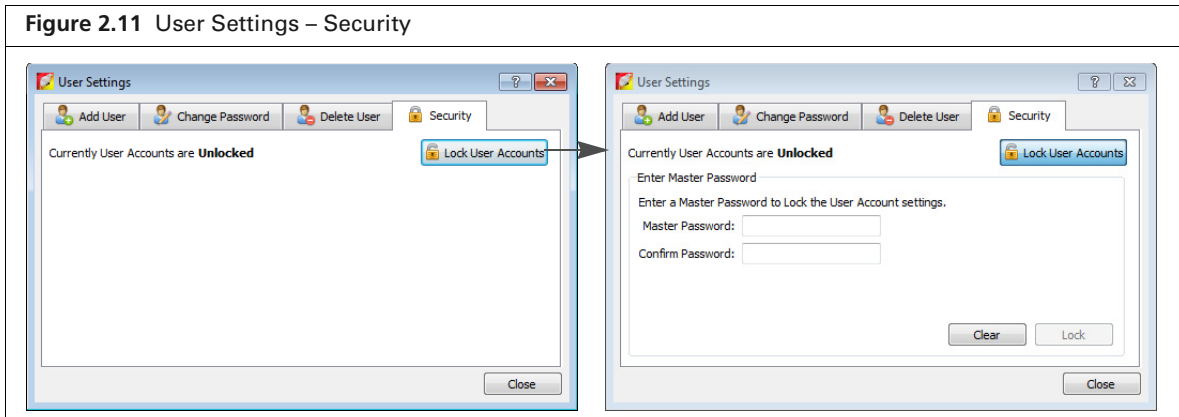 Figure 2.11 User Settings – Security
User Settings
Add User
Change Password
Delete User
Security
Currently User Accounts are Unlocked
Lock User Accounts
Close
User Settings
Add User
Change Password
Delete User
Security
Currently User Accounts are Unlocked
Lock User Accounts
Enter Master Password
Enter a Master Password to Lock the User Account settings.
Master Password:
Confirm Password:
Clear
Lock
Close